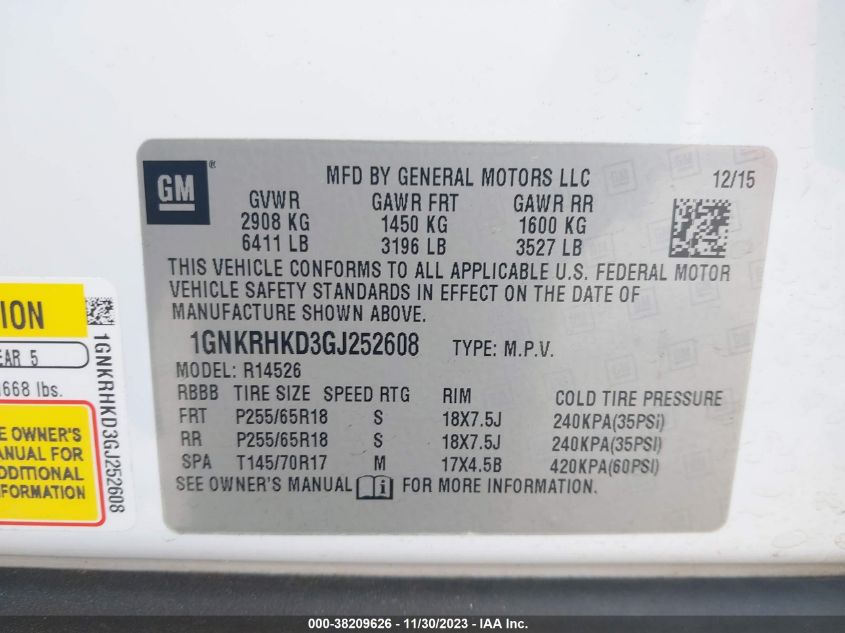 GM
®
MFD BY GENERAL MOTORS LLC 12/15
GVWR GAWR FRT GAWR RR
2908 KG 1450 KG 1600 KG
6411 LB 3196 LB 3527 LB
THIS VEHICLE CONFORMS TO ALL APPLICABLE U.S. FEDERAL MOTOR
VEHICLE SAFETY STANDARDS IN EFFECT ON THE DATE OF
MANUFACTURE SHOWN ABOVE.
1GNKRHKD3GJ252608 TYPE: M.P.V.
MODEL: R14526
RBBB TIRE SIZE SPEED RTG RIM COLD TIRE PRESSURE
FRT P255/65R18 S 18X7.5J 240KPA(35PSi)
RR P255/65R18 S 18X7.5J 240KPA(35PSI)
SPA T145/70R17 M 17X4.5B 420KPA(60PSI)
SEE OWNER'S MANUAL i FOR MORE INFORMATION.
ION
EAR 5
668 lbs.
E OWNER'S
ANUAL FOR
DDITIONAL
FORMATION
1GNKRHKD3GJ252608
000-38209626 - 11/30/2023 - COPYRIGHT IAA, Inc.